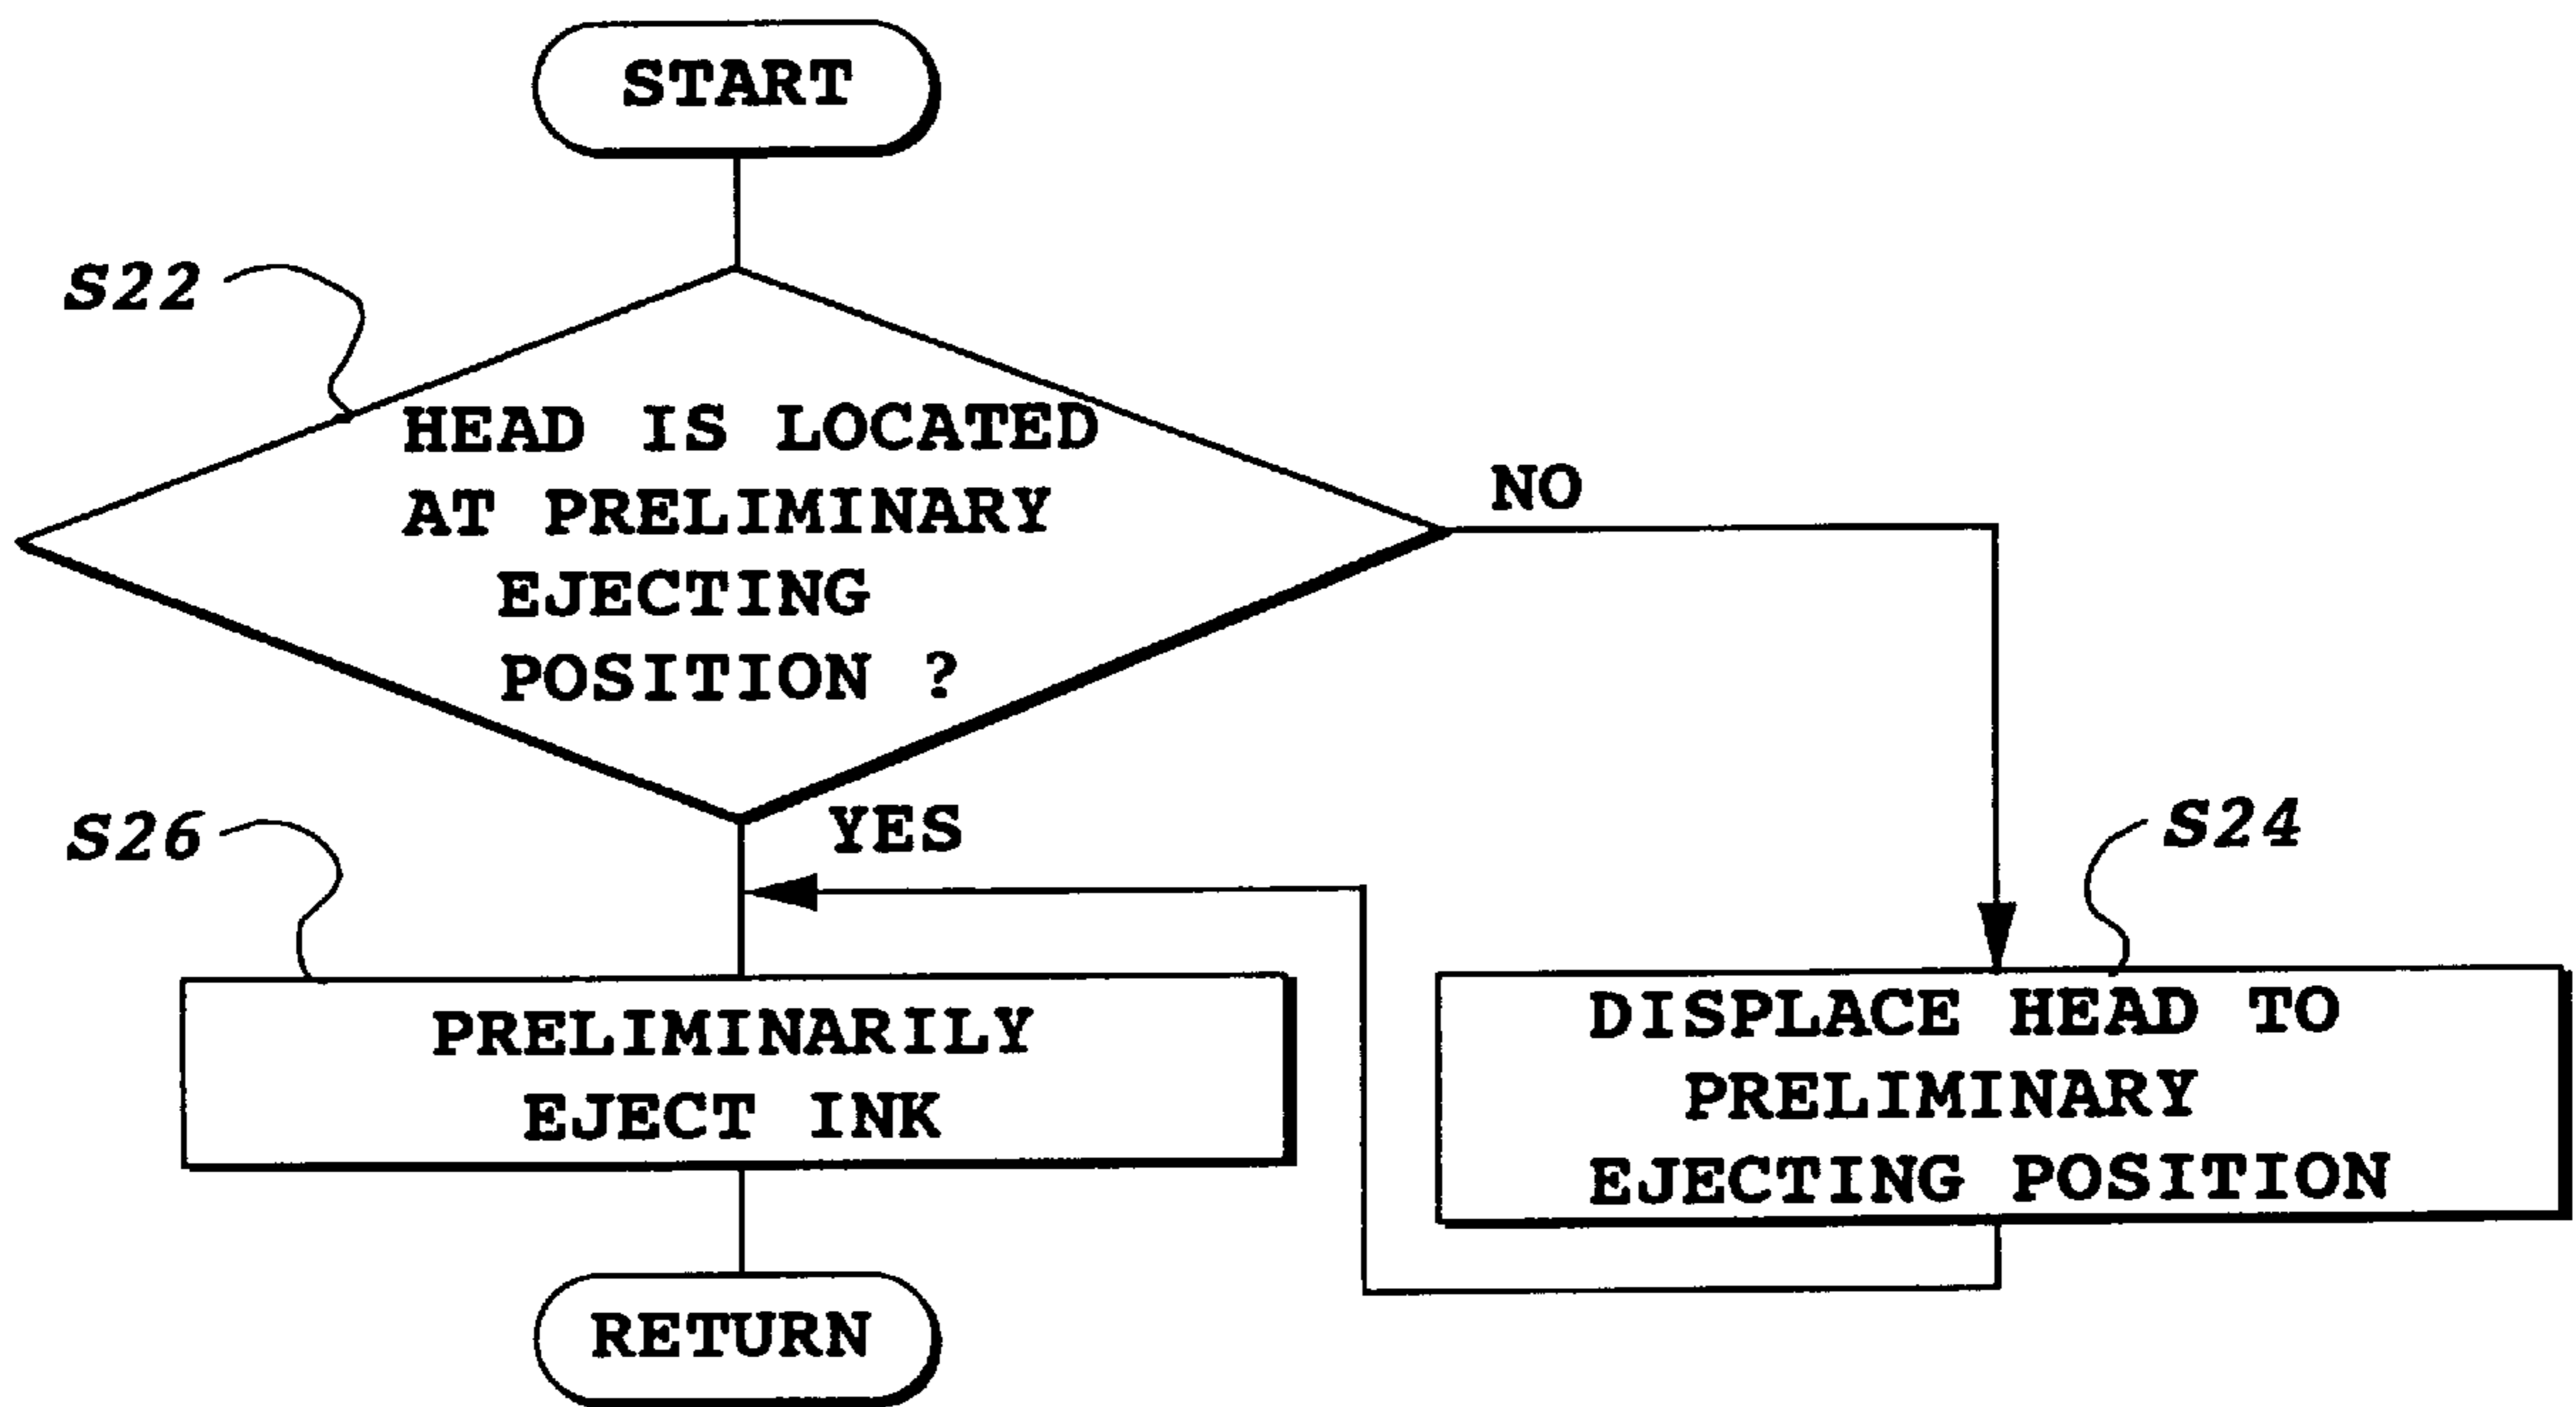 START
S22
HEAD IS LOCATED
AT PRELIMINARY
EJECTING
POSITION ?
NO
YES
S26
S24
PRELIMINARILY
EJECT INK
DISPLACE HEAD TO
PRELIMINARY
EJECTING POSITION
RETURN